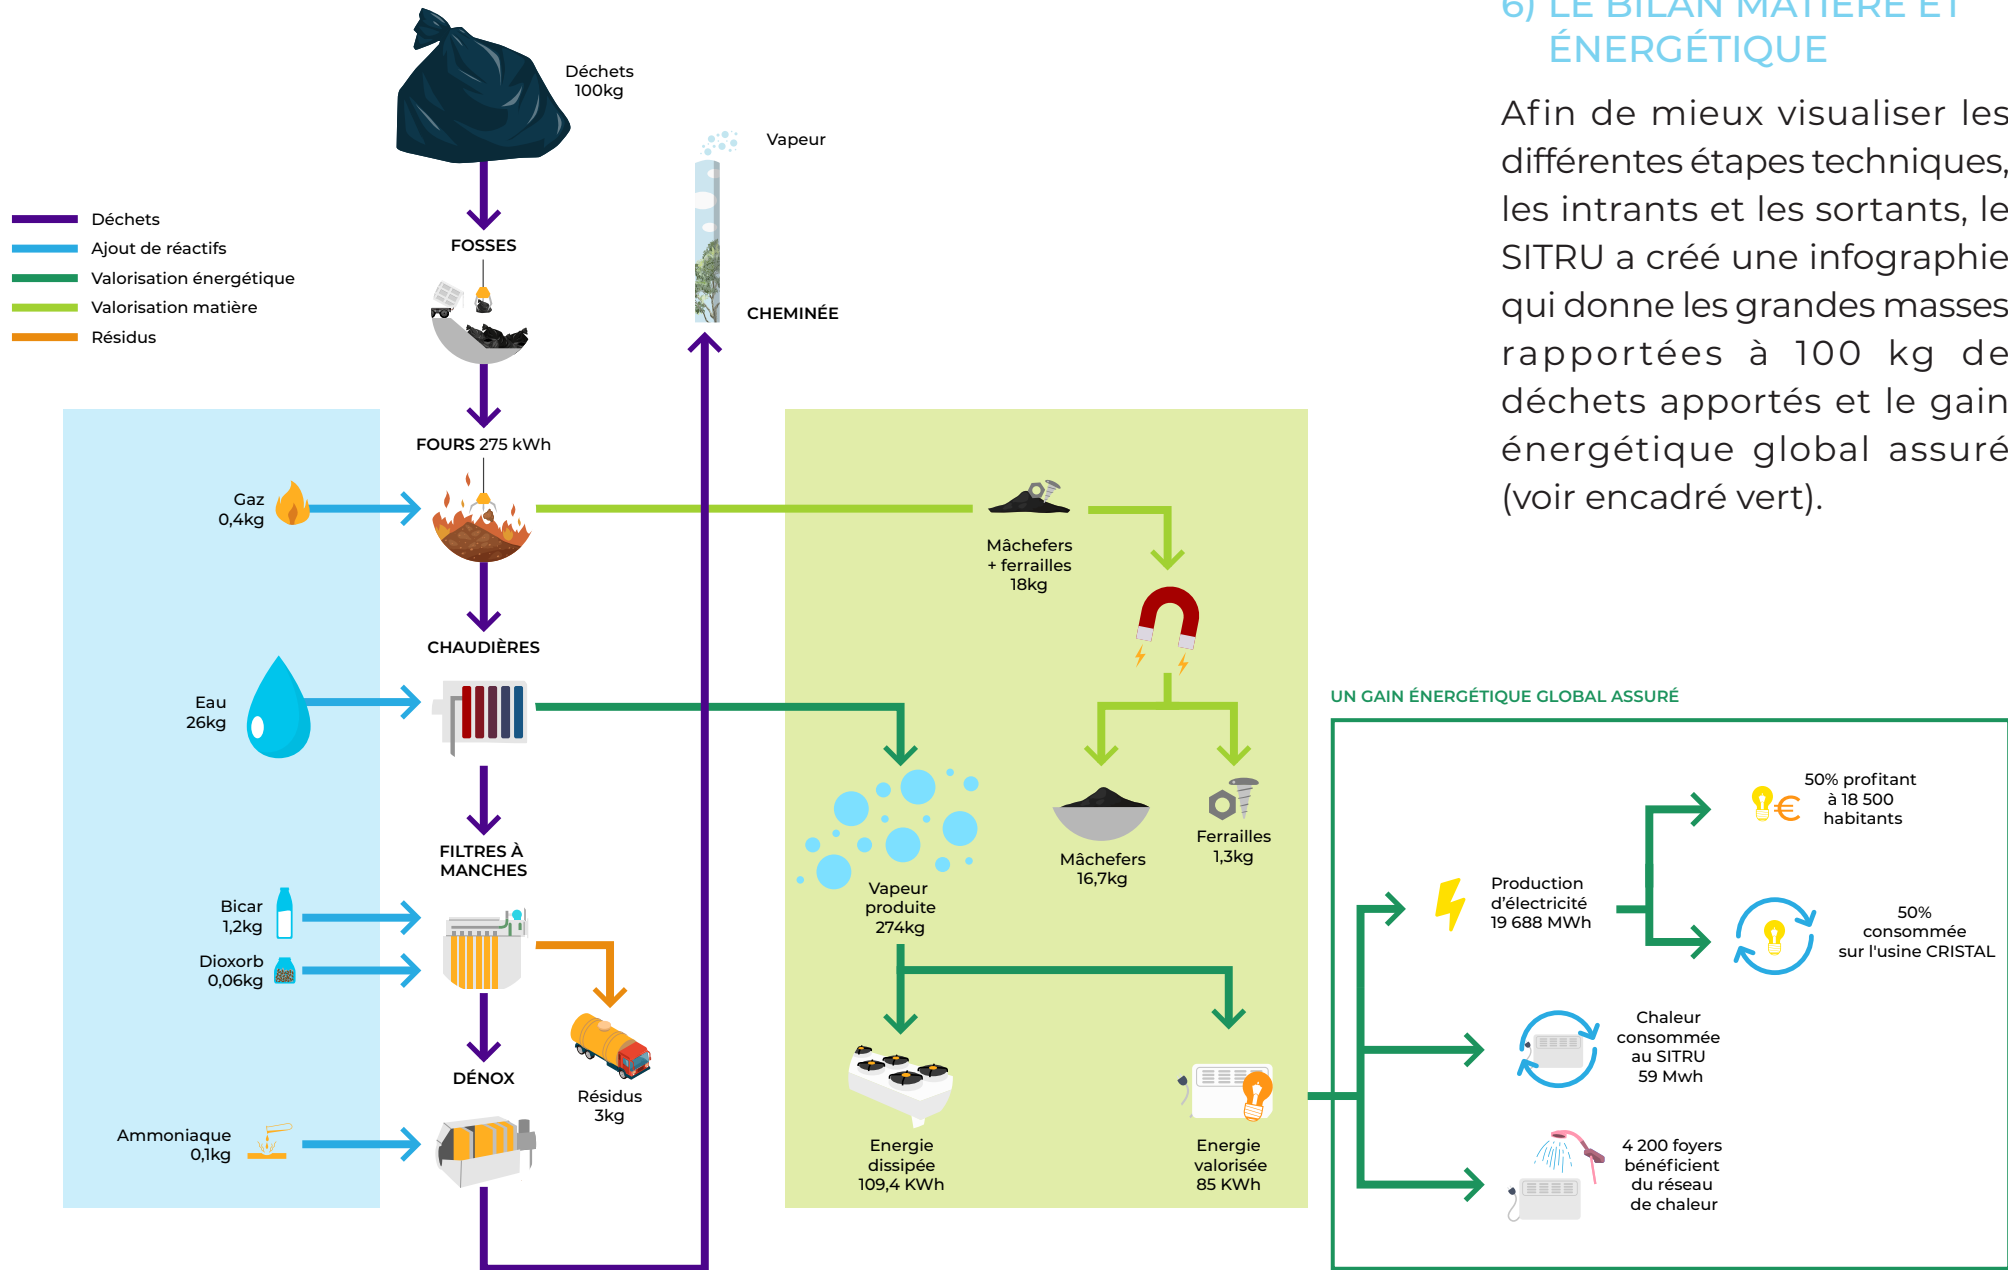 6) LE BILAN MATIÈRE ET
ÉNERGÉTIQUE
Afin de mieux visualiser les
différentes étapes techniques,
les intrants et les sortants, le
SITRU a créé une infographie
qui donne les grandes masses
rapportées à 100 kg de
déchets apportés et le gain
énergétique global assuré
(voir encadré vert).
Déchets
100kg
Vapeur
Déchets
Ajout de réactifs
Valorisation énergétique
Valorisation matière
Résidus
FOSSES
CHEMINÉE
FOURS 275 kWh
Gaz
0,4kg
Mâchefers
+ ferrailles
18kg
CHAUDIÈRES
Eau
26kg
FILTRES À
MANCHES
Bicar
1,2kg
Dioxorb
0,06kg
Résidus
3kg
DÉNOX
Ammoniaque
0,1kg
Mâchefers
16,7kg
Ferrailles
1,3kg
Vapeur
produite
274kg
Energie
dissipée
109,4 KWh
Energie
valorisée
85 KWh
UN GAIN ÉNERGÉTIQUE GLOBAL ASSURÉ
50% profitant
à 18 500
habitants
Production
d'électricité
19 688 MWh
50%
consommée
sur l'usine CRISTAL
Chaleur
consommée
au SITRU
59 Mwh
4 200 foyers
bénéficient
du réseau
de chaleur